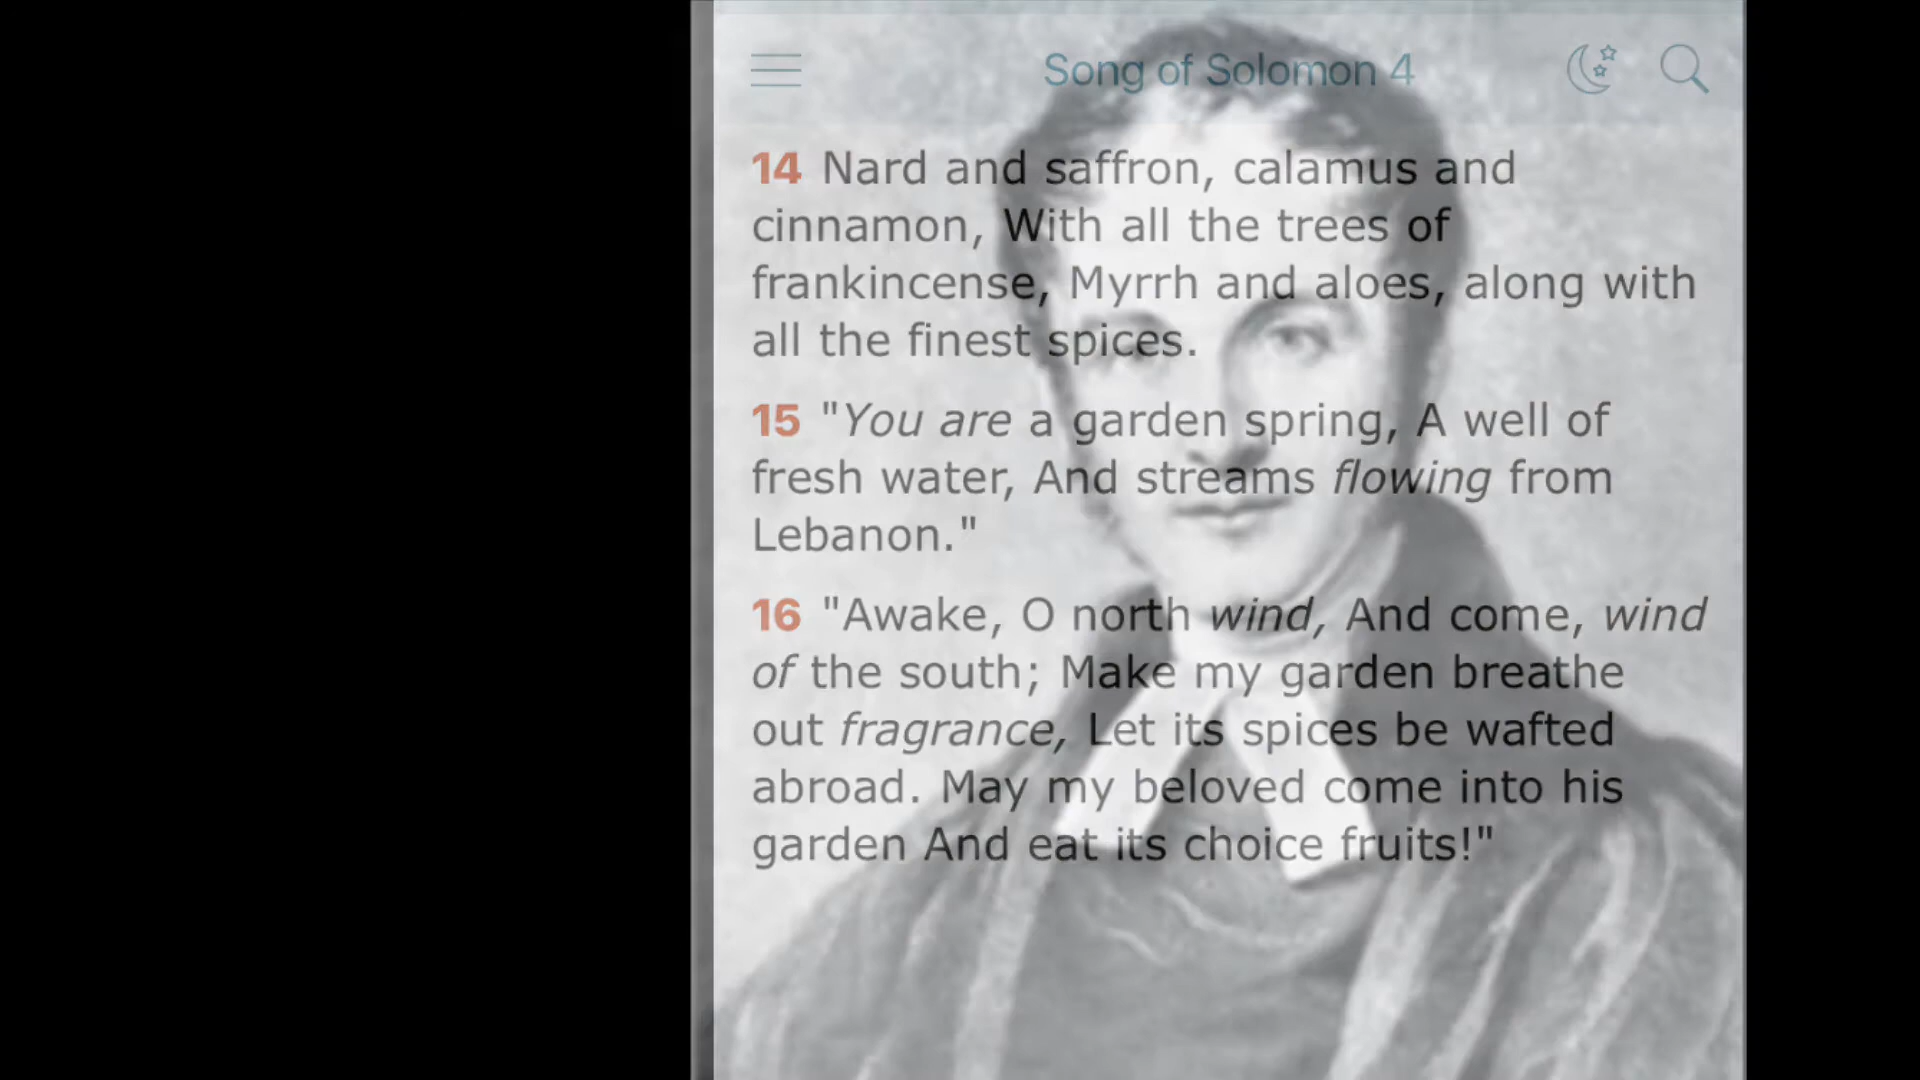 Song of Solomon 4
14 Nard and saffron, calamus and
cinnamon, With all the trees of
frankincense, Myrrh and aloes, along with
all the finest spices.
15 "You are a garden spring, A well of
fresh water, And streams flowing from
Lebanon."
16 "Awake, O north wind, And come, wind
of the south; Make my garden breathe
out fragrance, Let its spices be wafted
abroad. May my beloved come into his
garden And eat its choice fruits!"